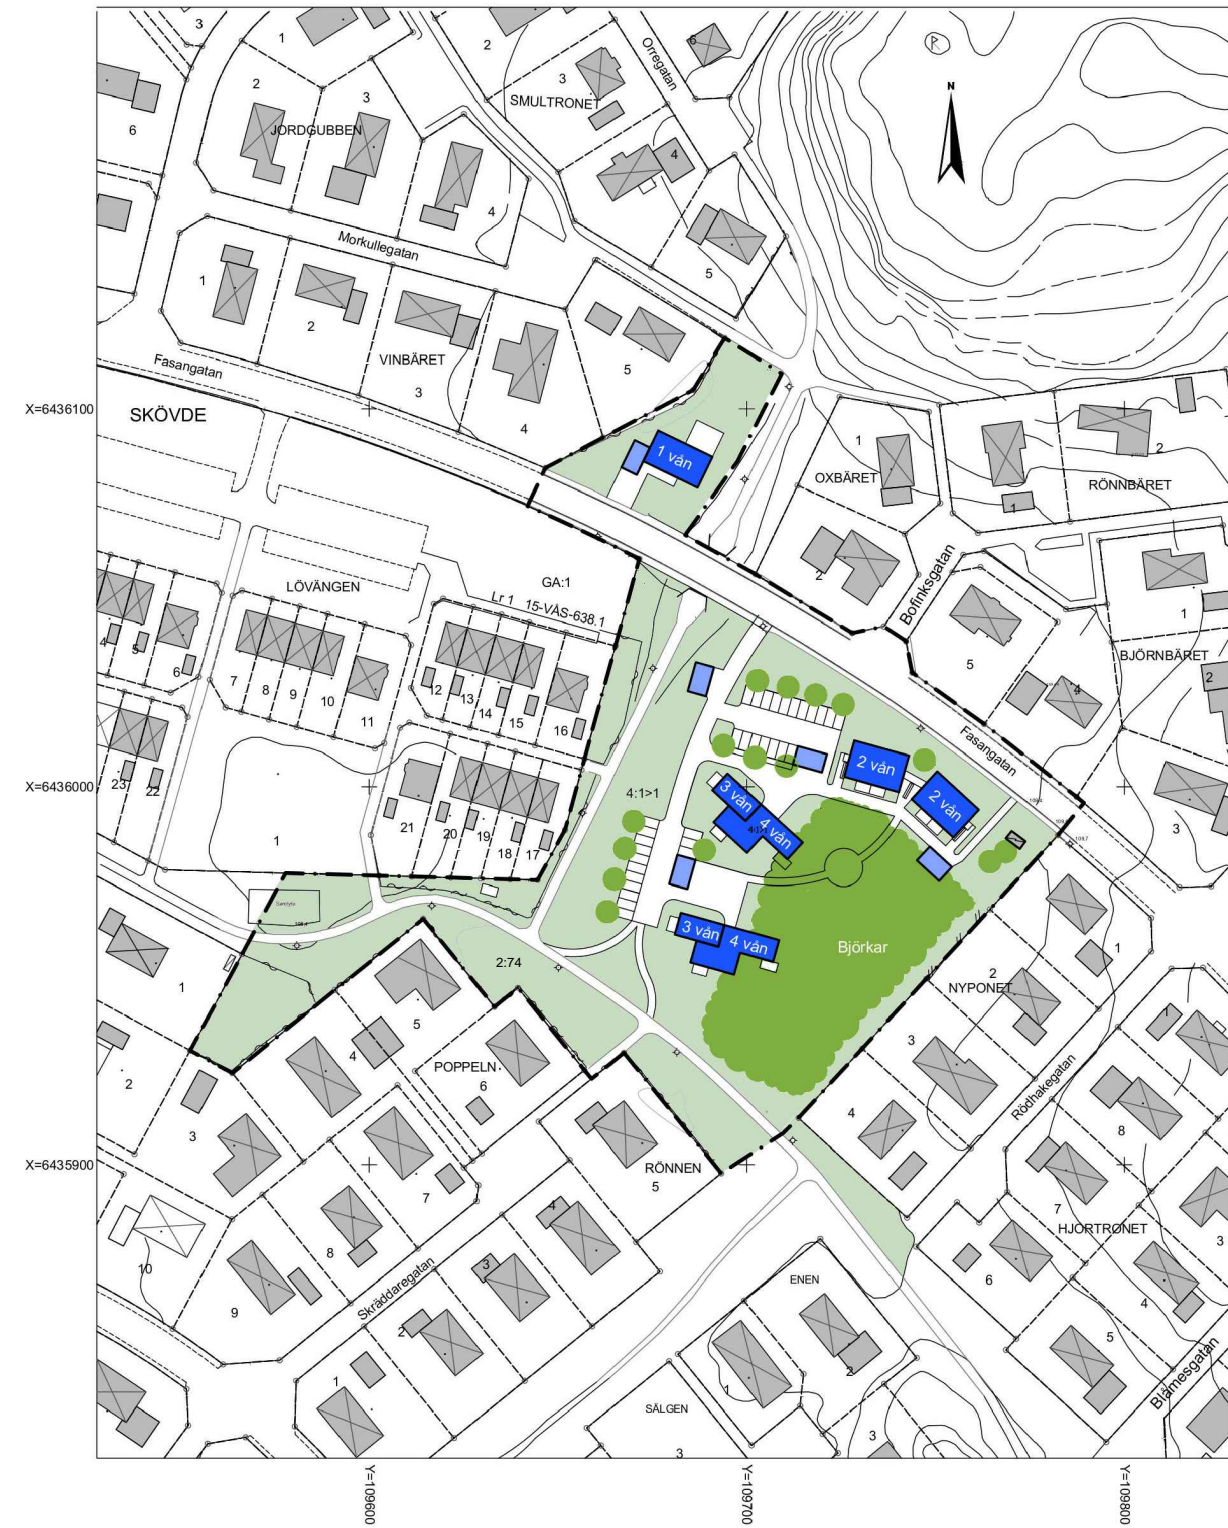 3
1
2
6
3
Orregatan
6
R
N
2
3
SMULTRONET
JORDGUBBEN
4
4
Morkullegatan
5
1
2
VINBÄRET
3
4
5
Fasangatan
X=6436100
SKÖVDE
1 vån
1
OXBÄRET
2
1
RÖNNBÄRET
2
Bofinksgatan
GA:1
LÖVÄNGEN
Lr 1
15-VÄS-638.1
4
5
6
7
8
9
10
11
12
13
14
15
16
5
4
1
BJÖRNBÄRET
2
3
Fasangatan
23
22
X=6436000
4:1>1
2 vån
2 vån
3 vån
4 vån
4:1>1
1
21
20
19
18
17
3 vån
4 vån
Björkar
2:74
1
2
NYPONET
3
4
1
1
2
3
4
5
POPPELN
6
Rödhakegatan
8
7
HJORTRONET
3
X=6435900
RÖNNEN
5
7
8
9
10
4
3
2
1
Skräddaregatan
6
4
5
ENEN
1
2
Blåmesgatan
SÄLGEN
3
3
Y=109600
Y=109700
Y=109800